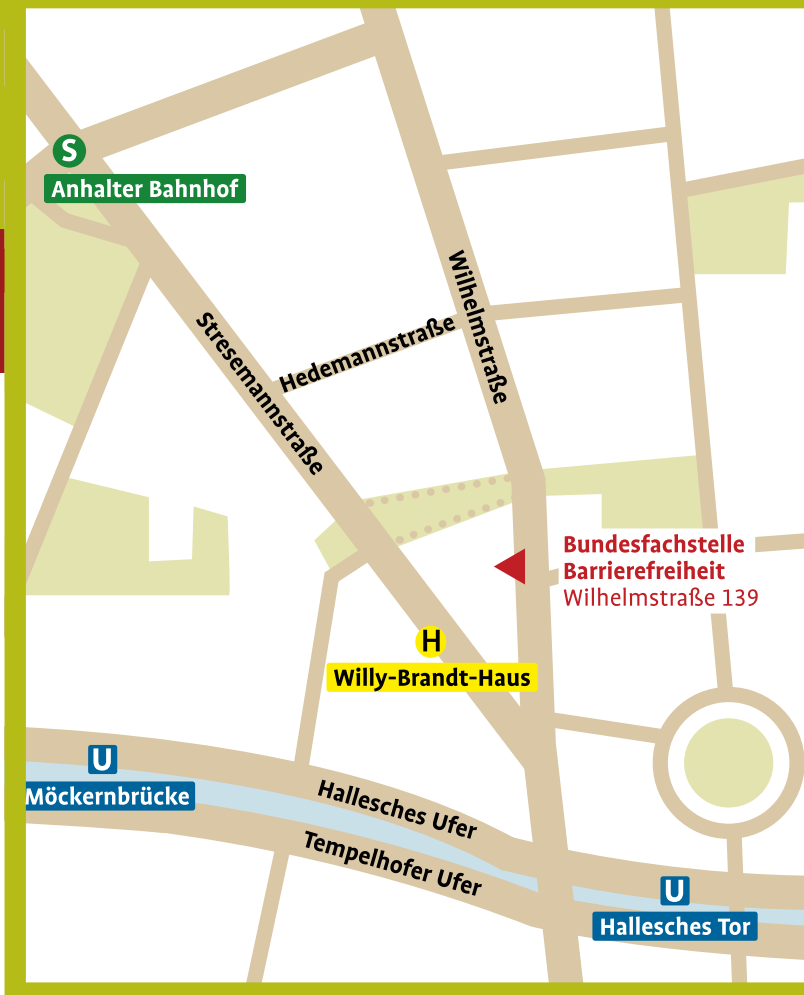 S
Anhalter Bahnhof
Wilhelmstraße
Stresemannstraße
Hedemannstraße
Bundesfachstelle
Barrierefreiheit
Wilhelmstraße 139
H
Willy-Brandt-Haus
U
Möckernbrücke
Hallesches Ufer
Tempelhofer Ufer
U
Hallesches Tor